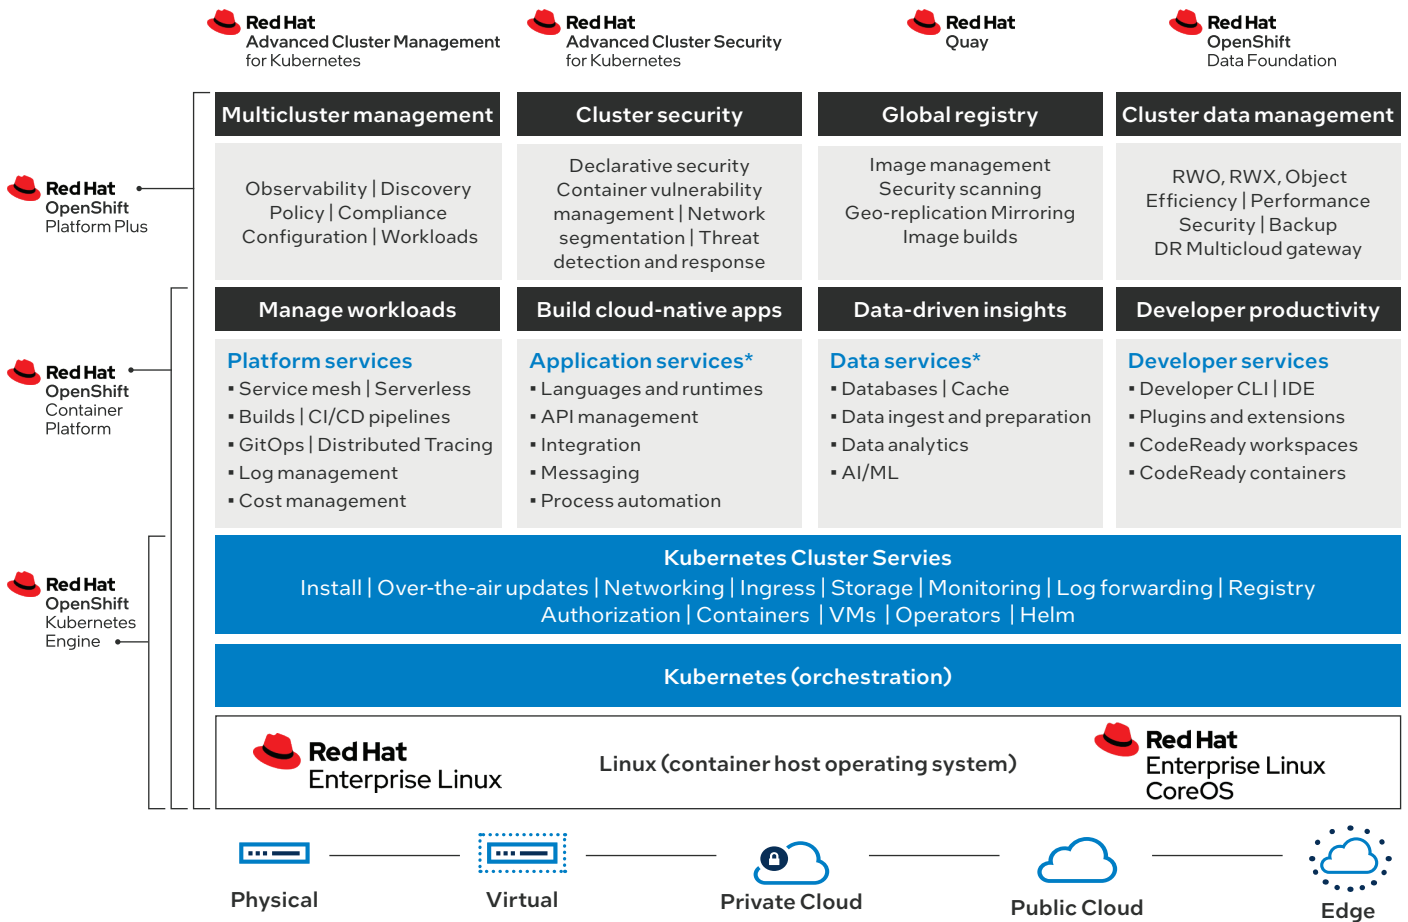 Red Hat
Advanced Cluster Management
for Kubernetes
Red Hat
Advanced Cluster Security
for Kubernetes
Red Hat
Quay
Red Hat
OpenShift
Data Foundation
Red Hat
OpenShift
Platform Plus
Multicluster management
Observability | Discovery
Policy | Compliance
Configuration | Workloads
Cluster security
Declarative security
Container vulnerability
management | Network
segmentation | Threat
detection and response
Global registry
Image management
Security scanning
Geo-replication Mirroring
Image builds
Cluster data management
RWO, RWX, Object
Efficiency | Performance
Security | Backup
DR Multicloud gateway
Red Hat
OpenShift
Container
Platform
Manage workloads
Platform services
▪ Service mesh | Serverless
▪ Builds | CI/CD pipelines
▪ GitOps | Distributed Tracing
▪ Log management
▪ Cost management
Build cloud-native apps
Application services*
▪ Languages and runtimes
▪ API management
▪ Integration
▪ Messaging
▪ Process automation
Data-driven insights
Data services*
▪ Databases | Cache
▪ Data ingest and preparation
▪ Data analytics
▪ AI/ML
Developer productivity
Developer services
▪ Developer CLI | IDE
▪ Plugins and extensions
▪ CodeReady workspaces
▪ CodeReady containers
Red Hat
OpenShift
Kubernetes
Engine
Kubernetes Cluster Servies
Install | Over-the-air updates | Networking | Ingress | Storage | Monitoring | Log forwarding | Registry
Authorization | Containers | VMs | Operators | Helm
Kubernetes (orchestration)
Red Hat
Enterprise Linux
Linux (container host operating system)
Red Hat
Enterprise Linux
CoreOS
Physical
Virtual
Private Cloud
Public Cloud
Edge